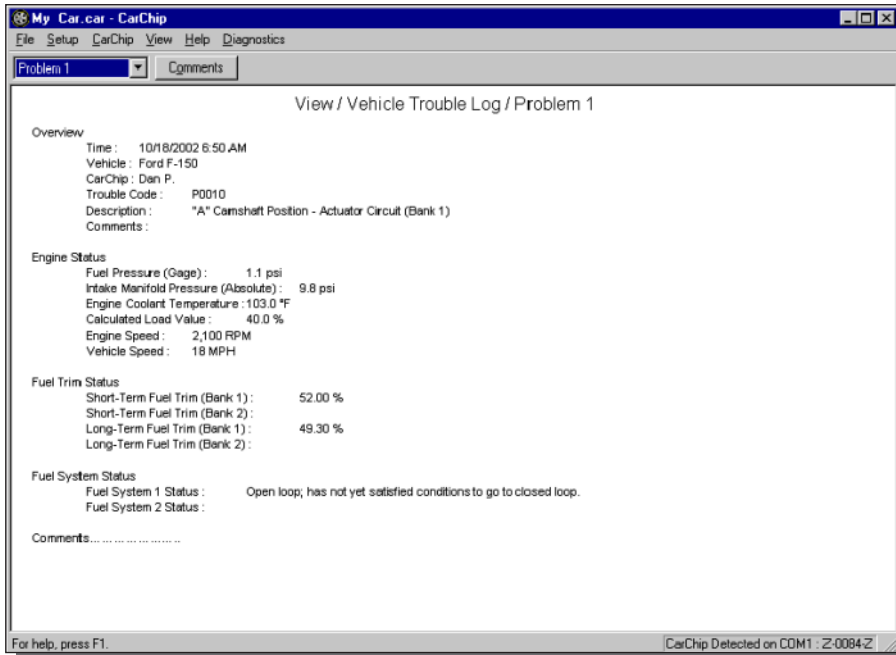 My Car.car - CarChip
File Setup CarChip View Help Diagnostics
Problem 1 Comments
View / Vehicle Trouble Log / Problem 1
Overview
Time : 10/18/2002 6:50 AM
Vehicle : Ford F-150
CarChip : Dan P.
Trouble Code : P0010
Description : "A" Camshaft Position - Actuator Circuit (Bank 1)
Comments :
Engine Status
Fuel Pressure (Gage) : 1.1 psi
Intake Manifold Pressure (Absolute) : 9.8 psi
Engine Coolant Temperature : 103.0 °F
Calculated Load Value : 40.0 %
Engine Speed : 2,100 RPM
Vehicle Speed : 18 MPH
Fuel Trim Status
Short-Term Fuel Trim (Bank 1) : 52.00 %
Short-Term Fuel Trim (Bank 2) :
Long-Term Fuel Trim (Bank 1) : 49.30 %
Long-Term Fuel Trim (Bank 2) :
Fuel System Status
Fuel System 1 Status : Open loop; has not yet satisfied conditions to go to closed loop.
Fuel System 2 Status :
Comments.........................
For help, press F1. CarChip Detected on COM1 : Z-0084-Z